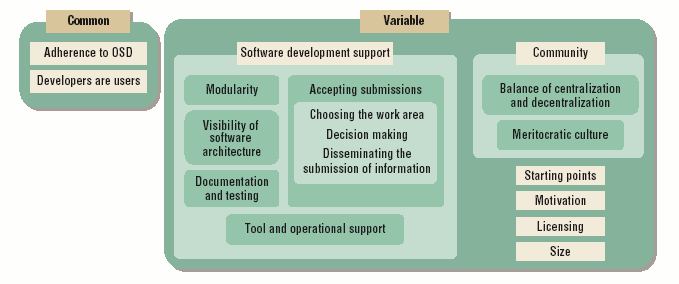 Common
Adherence to OSD
Developers are users
Variable
Software development support
Modularity
Visibility of
software
architecture
Documentation
and testing
Accepting submissions
Choosing the work area
Decision making
Disseminating the
submission of information
Tool and operational support
Community
Balance of centralization
and decentralization
Meritocratic culture
Starting points
Motivation
Licensing
Size